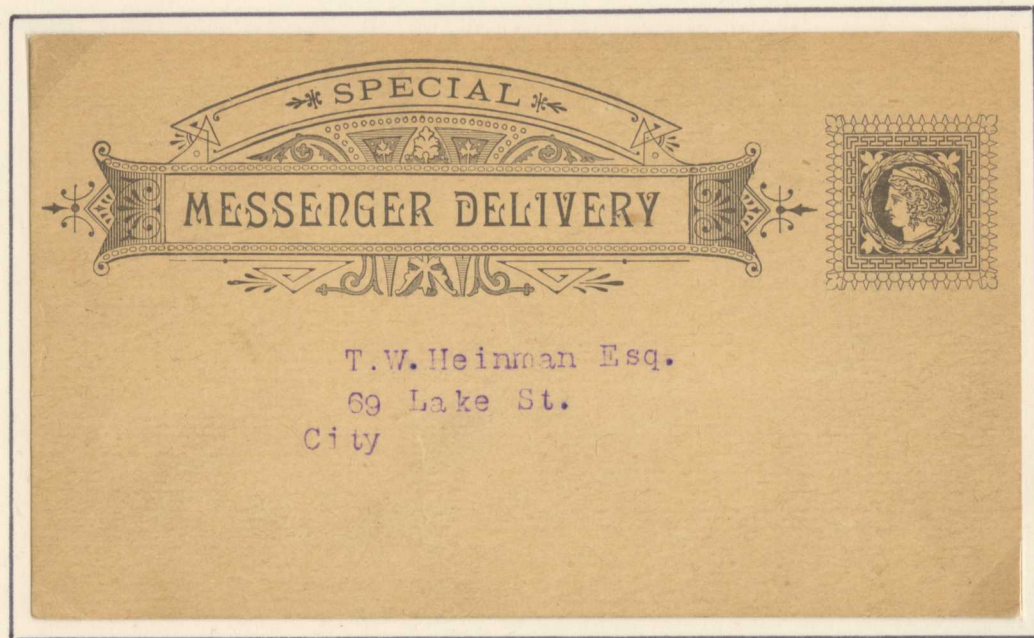 SPECIAL
MESSENGER DELIVERY
T.W.Heinman Esq.
69 Lake St.
City